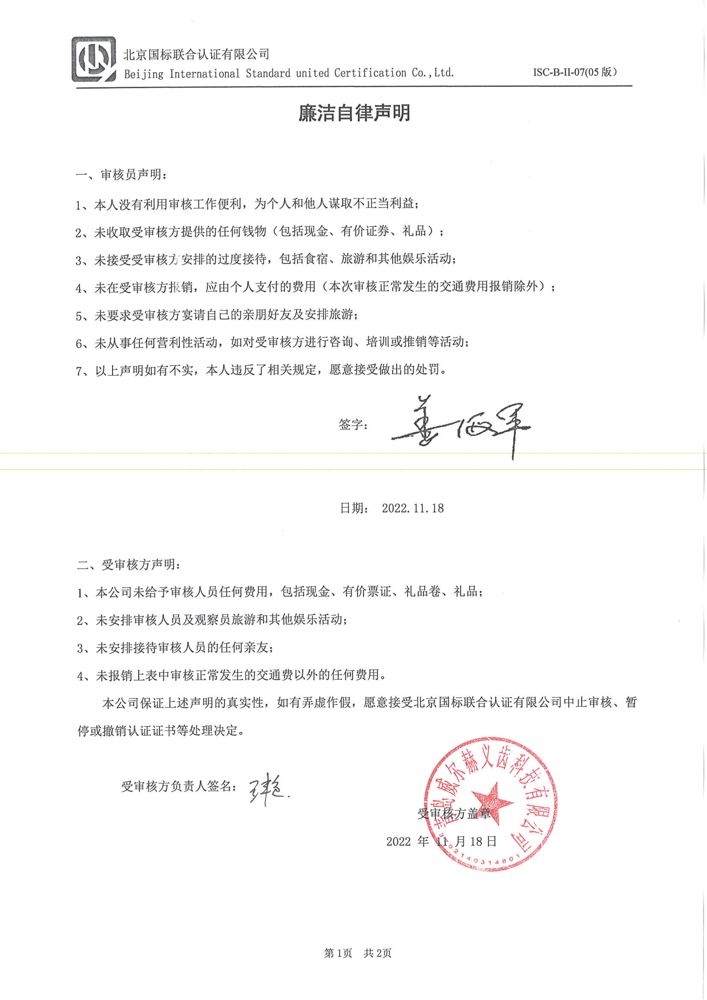 北京国标联合认证有限公司
Beijing International Standard united Certification Co.,Ltd.
ISC-B-II-07(05版)
廉洁自律声明
一、审核员声明：
1、本人没有利用审核工作便利，为个人和他人谋取不正当利益；
2、未收取受审核方提供的任何钱物（包括现金、有价证券、礼品）；
3、未接受受审核方安排的过度接待，包括食宿、旅游和其他娱乐活动；
4、未在受审核方报销，应由个人支付的费用（本次审核正常发生的交通费用报销除外）；
5、未要求受审核方宴请自己的亲朋好友及安排旅游；
6、未从事任何营利性活动，如对受审核方进行咨询、培训或推销等活动；
7、以上声明如有不实，本人违反了相关规定，愿意接受做出的处罚。
签字：姜海军
日期： 2022.11.18
二、受审核方声明：
1、本公司未给予审核人员任何费用，包括现金、有价票证、礼品卷、礼品；
2、未安排审核人员及观察员旅游和其他娱乐活动；
3、未安排接待审核人员的任何亲友；
4、未报销上表中审核正常发生的交通费以外的任何费用。
本公司保证上述声明的真实性，如有弄虚作假，愿意接受北京国标联合认证有限公司中止审核、暂
停或撤销认证证书等处理决定。
受审核方负责人签名：
青岛威尔赫义齿科技有限公司
受审核方盖章
2022 年 11 月 18 日
3702140314801
第 1页 共 2页